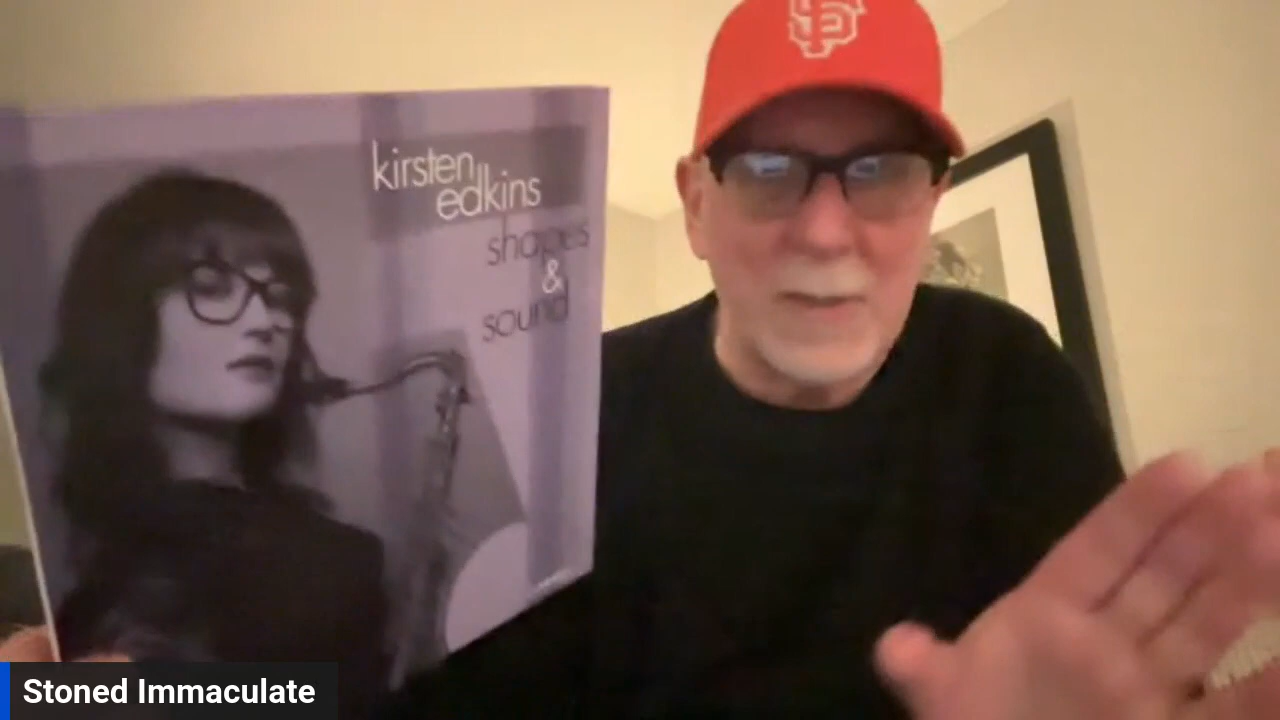 SF
kirsten
edkins
shapes
&
sound
Stoned Immaculate